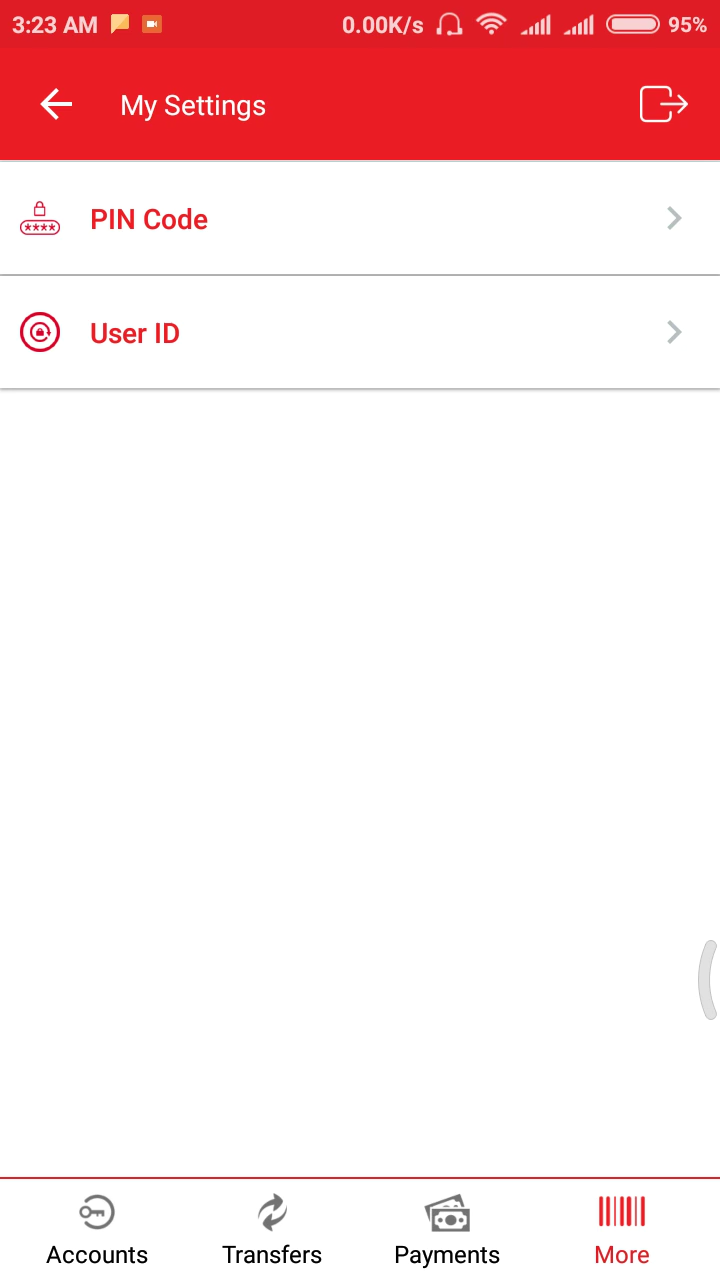 3:23 AM 0.00K/s 95%
My Settings
****
PIN Code
User ID
Accounts Transfers Payments More